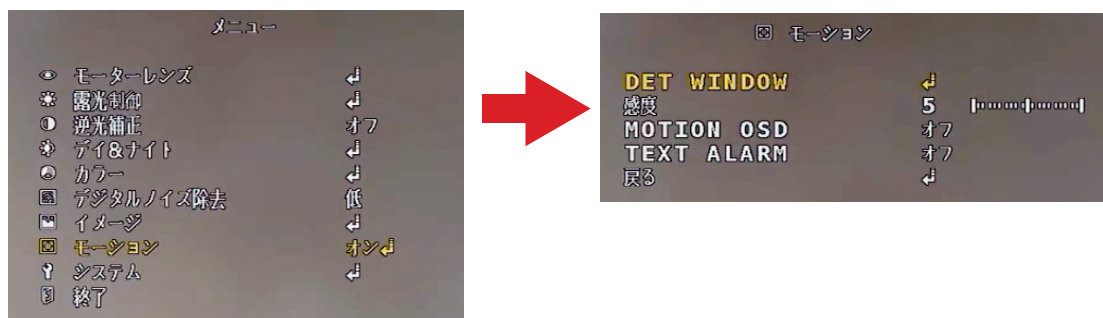 メニュー
モーターレンズ ↲
露光制御 ↲
逆光補正 オフ
デイ&ナイト ↲
カラー ↲
デジタルノイズ除去 低
イメージ ↲
モーション オン↲
システム ↲
終了
モーション
DET WINDOW ↲
感度 5
MOTION OSD オフ
TEXT ALARM オフ
戻る ↲